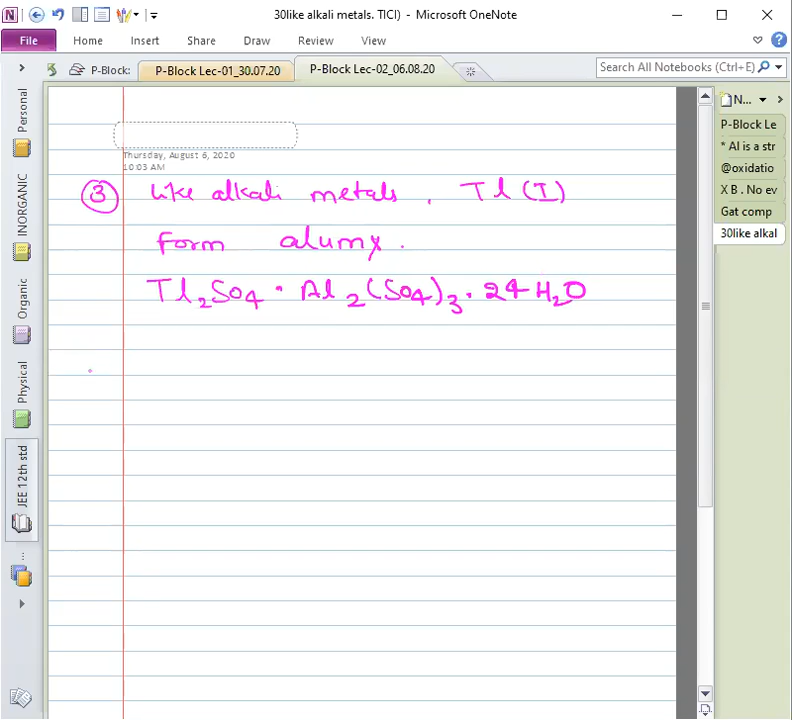 30like alkali metals. TICI) - Microsoft OneNote
File Home Insert Share Draw Review View
P-Block: P-Block Lec-01_30.07.20 P-Block Lec-02_06.08.20 Search All Notebooks (Ctrl+E)
Personal
INORGANIC
Organic
Physical
JEE 12th std
Thursday, August 6, 2020
10:03 AM
③ like alkali metals, Tl(I)
form alums.
Tl₂SO₄ · Al₂(SO₄)₃ · 24 H₂O
N...
P-Block Le
* Al is a str
@oxidatio
X B . No ev
Gat comp
30like alkal